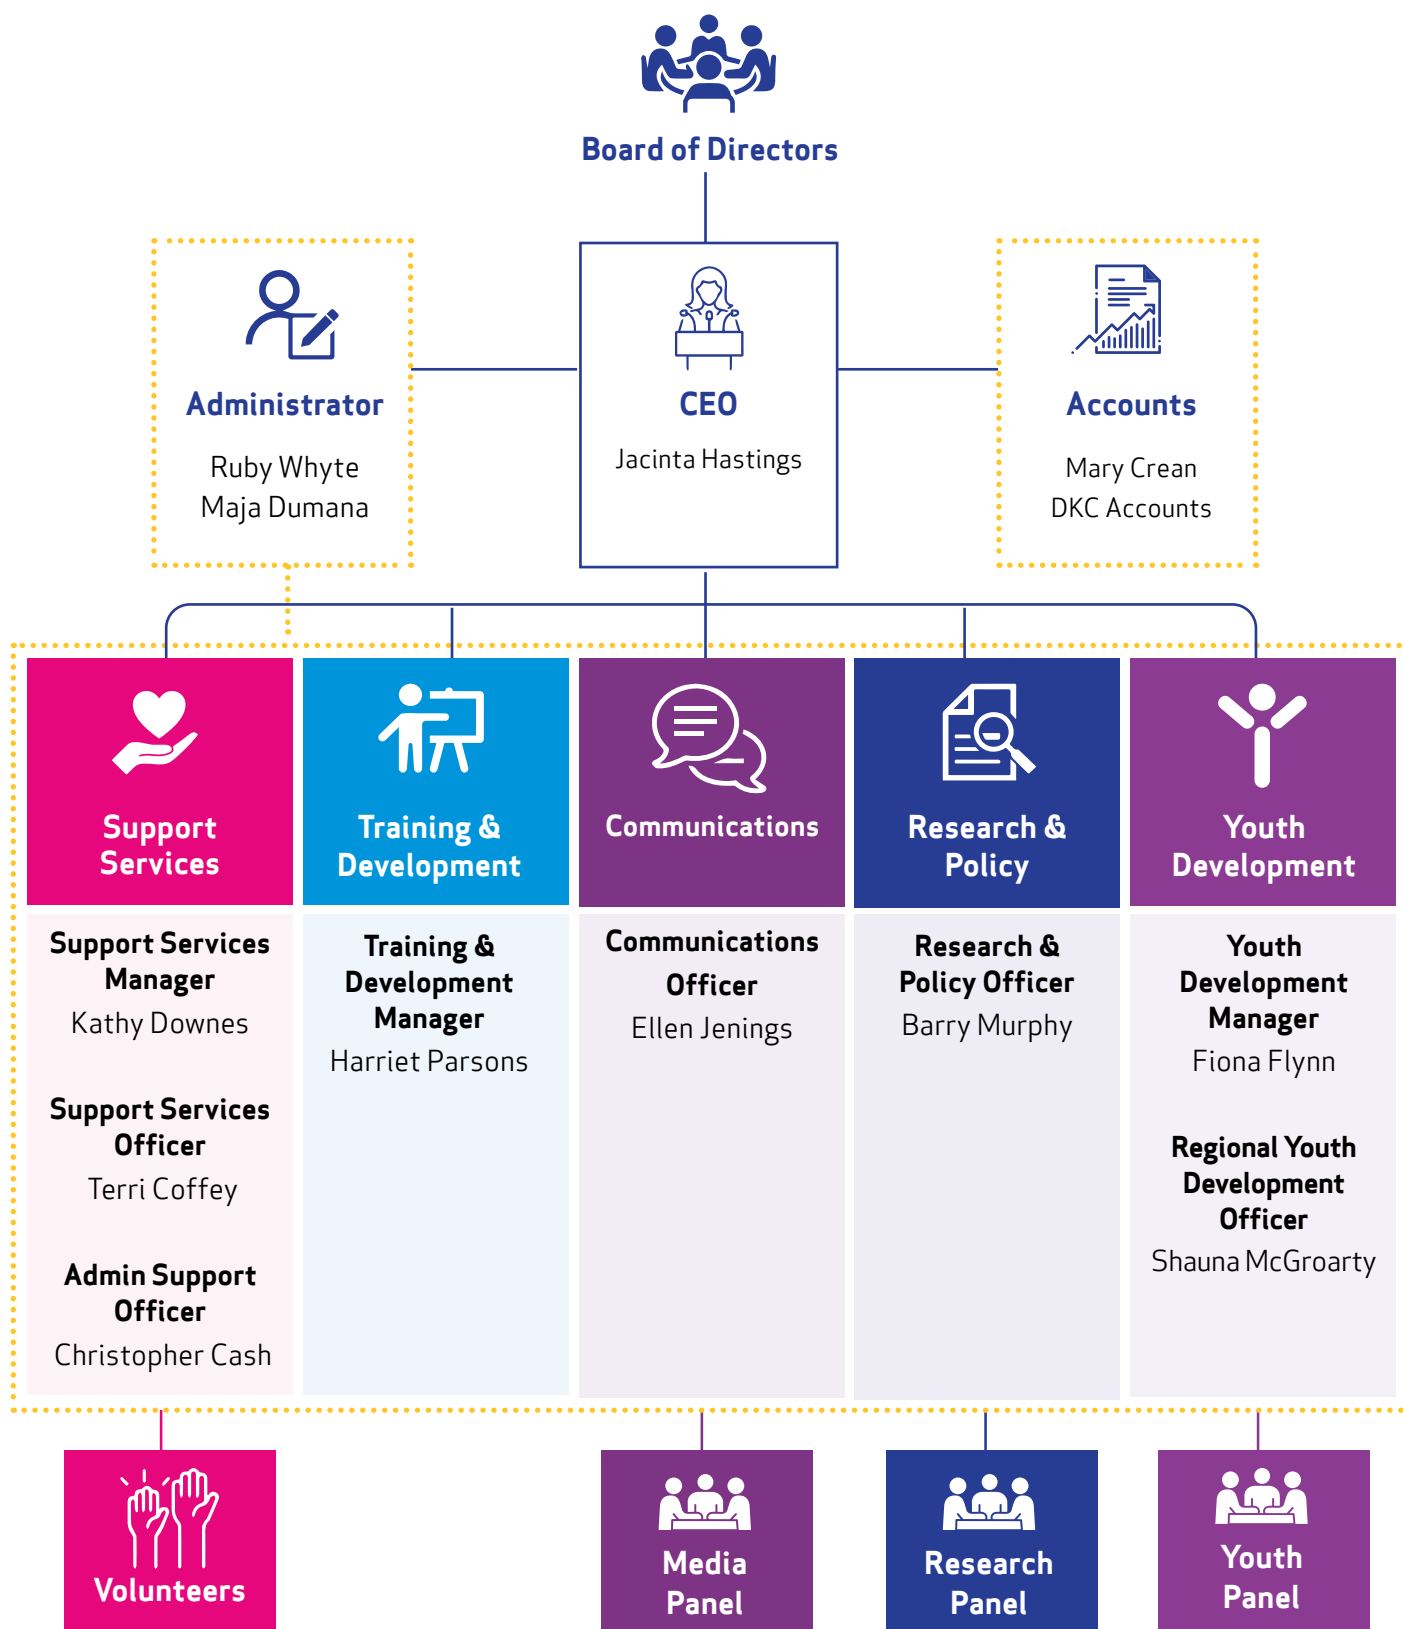 Board of Directors
Administrator
Ruby Whyte
Maja Dumana
CEO
Jacinta Hastings
Accounts
Mary Crean
DKC Accounts
Support
Services
Training &
Development
Communications
Research &
Policy
Youth
Development
Support Services
Manager
Kathy Downes
Support Services
Officer
Terri Coffey
Admin Support
Officer
Christopher Cash
Training &
Development
Manager
Harriet Parsons
Communications
Officer
Ellen Jenings
Research &
Policy Officer
Barry Murphy
Youth
Development
Manager
Fiona Flynn
Regional Youth
Development
Officer
Shauna McGroarty
Volunteers
Media
Panel
Research
Panel
Youth
Panel